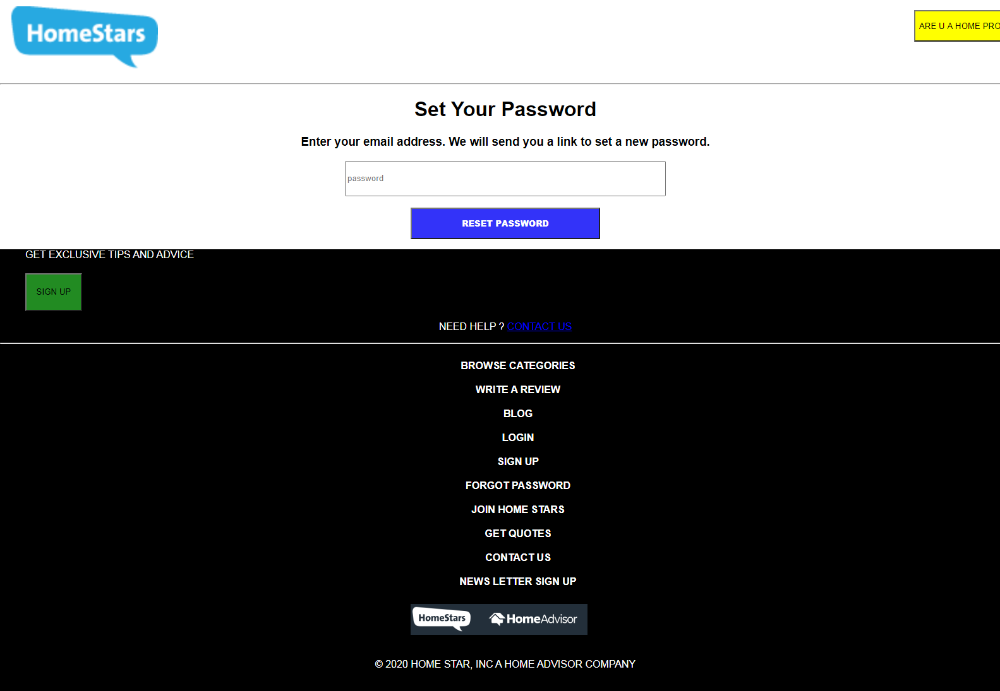 HomeStars
ARE U A HOME PRO
Set Your Password
Enter your email address. We will send you a link to set a new password.
password
RESET PASSWORD
GET EXCLUSIVE TIPS AND ADVICE
SIGN UP
NEED HELP ? CONTACT US
BROWSE CATEGORIES
WRITE A REVIEW
BLOG
LOGIN
SIGN UP
FORGOT PASSWORD
JOIN HOME STARS
GET QUOTES
CONTACT US
NEWS LETTER SIGN UP
HomeStars HomeAdvisor
© 2020 HOME STAR, INC A HOME ADVISOR COMPANY